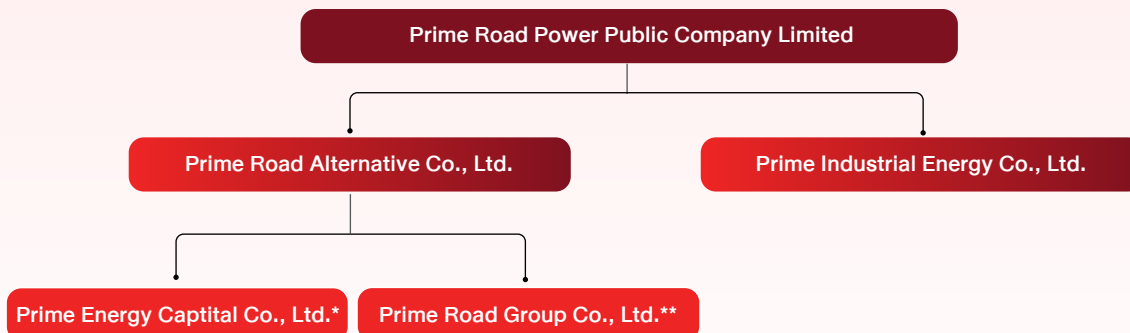 Prime Road Power Public Company Limited
Prime Road Alternative Co., Ltd.
Prime Industrial Energy Co., Ltd.
Prime Energy Captital Co., Ltd.*
Prime Road Group Co., Ltd.**